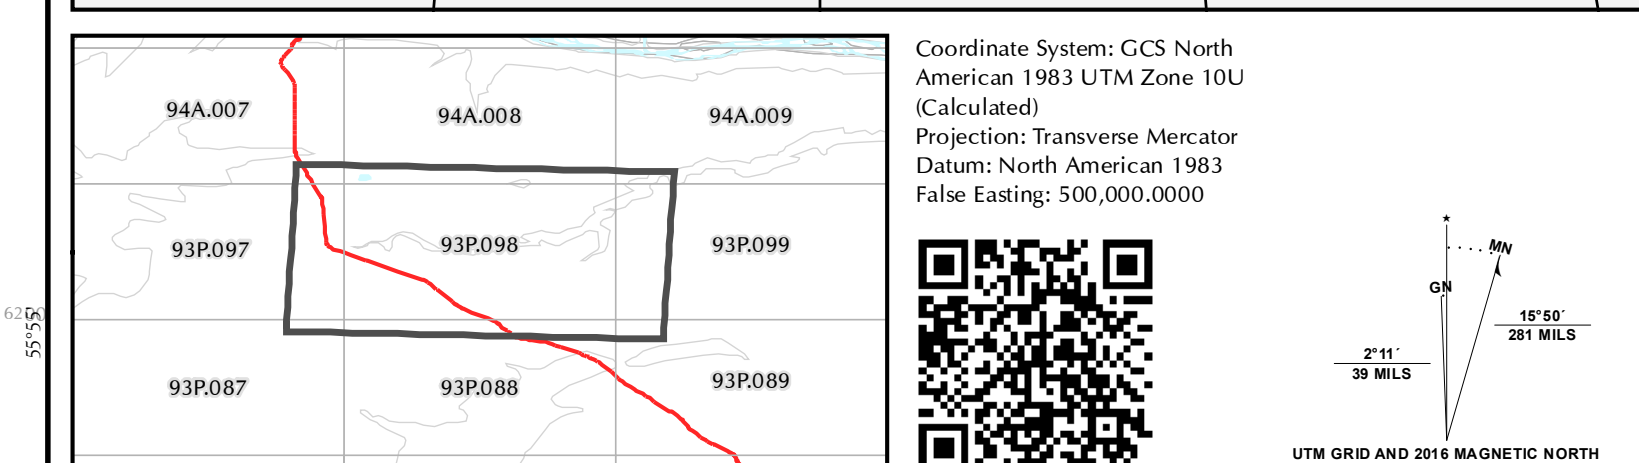 94A.007
94A.008
94A.009
93P.097
93P.098
93P.099
93P.087
93P.088
93P.089
55°55'
Coordinate System: GCS North
American 1983 UTM Zone 10U
(Calculated)
Projection: Transverse Mercator
Datum: North American 1983
False Easting: 500,000.0000
MN
GN
15°50´
281 MILS
2°11´
39 MILS
UTM GRID AND 2016 MAGNETIC NORTH